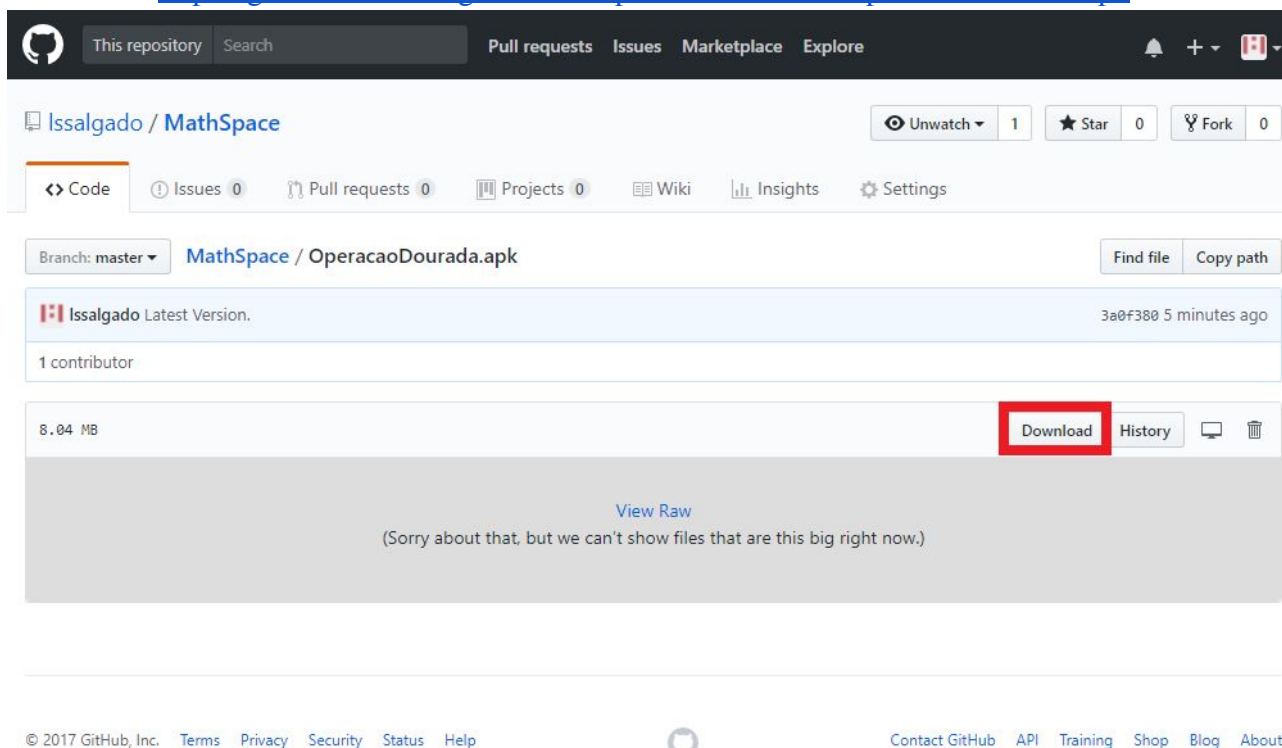 This repository Search Pull requests Issues Marketplace Explore
lssalgado / MathSpace Unwatch 1 Star 0 Fork 0
Code Issues 0 Pull requests 0 Projects 0 Wiki Insights Settings
Branch: master MathSpace / OperacaoDourada.apk Find file Copy path
lssalgado Latest Version. 3a0f380 5 minutes ago
1 contributor
8.04 MB Download History
View Raw
(Sorry about that, but we can't show files that are this big right now.)
© 2017 GitHub, Inc. Terms Privacy Security Status Help Contact GitHub API Training Shop Blog About